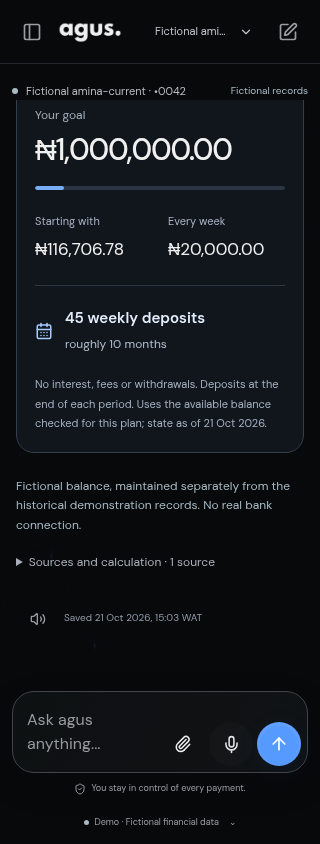 agus.
Fictional ami...
Fictional amina-current · •0042
Fictional records
Your goal
₦1,000,000.00
Starting with
Every week
₦116,706.78
₦20,000.00
45 weekly deposits
roughly 10 months
No interest, fees or withdrawals. Deposits at the
end of each period. Uses the available balance
checked for this plan; state as of 21 Oct 2026.
Fictional balance, maintained separately from the
historical demonstration records. No real bank
connection.
Sources and calculation · 1 source
Saved 21 Oct 2026, 15:03 WAT
Ask agus
anything...
You stay in control of every payment.
Demo · Fictional financial data